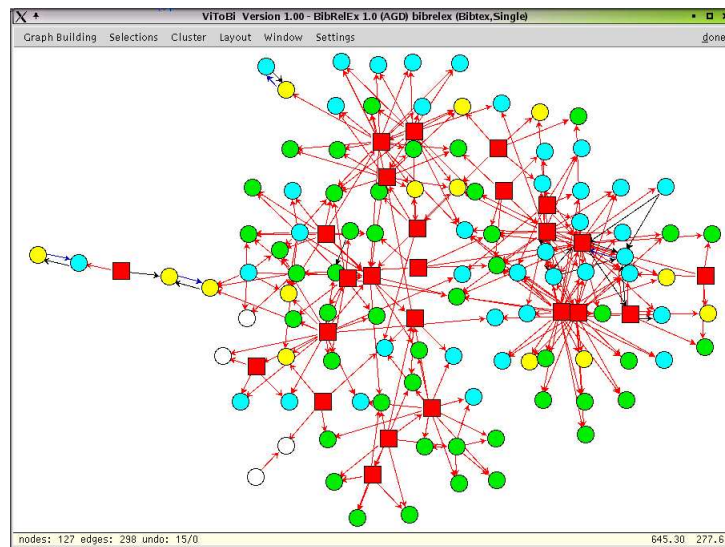 ViToBi Version 1.00 - BibRelEx 1.0 (AGD) bibrelex (Bibtex,Single)
Graph Building Selections Cluster Layout Window Settings done
nodes: 127 edges: 298 undo: 15/0 645.30 277.6